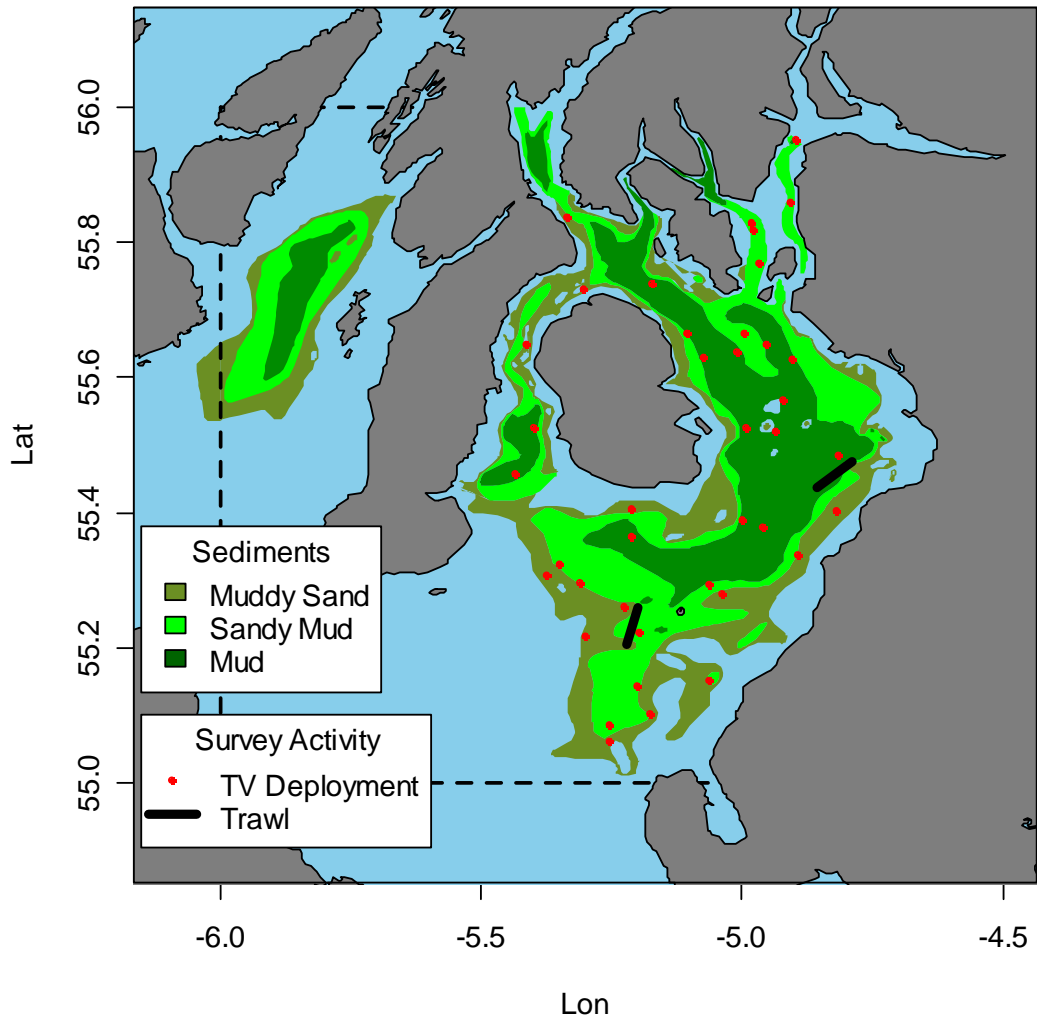 56.0
55.8
55.6
55.4
55.2
55.0
Lat
Sediments
Muddy Sand
Sandy Mud
Mud
Survey Activity
TV Deployment
Trawl
-6.0 -5.5 -5.0 -4.5
Lon